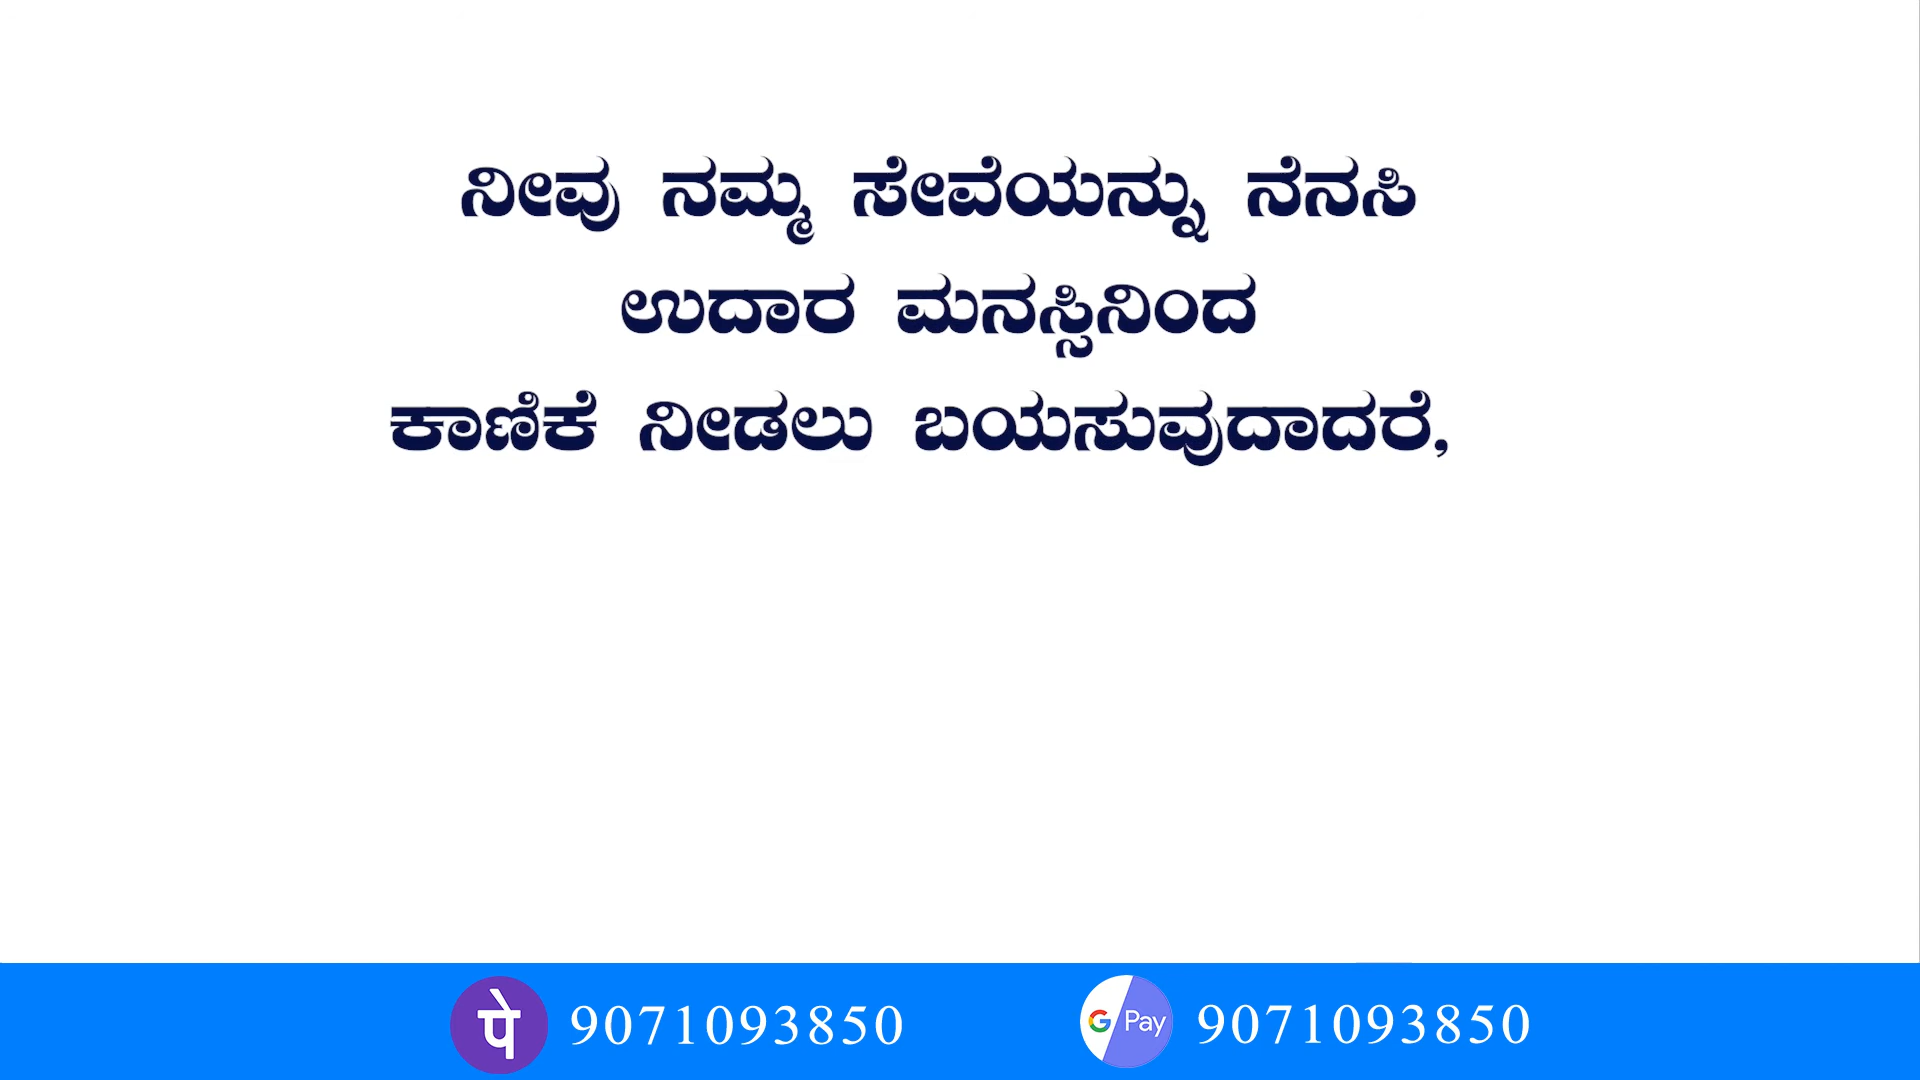 ನೀವು ನಮ್ಮ ಸೇವೆಯನ್ನು ನೆನಸಿ
ಉದಾರ ಮನಸ್ಸಿನಿಂದ
ಕಾಣಿಕೆ ನೀಡಲು ಬಯಸುವುದಾದರೆ,
पे 9071093850
G Pay 9071093850